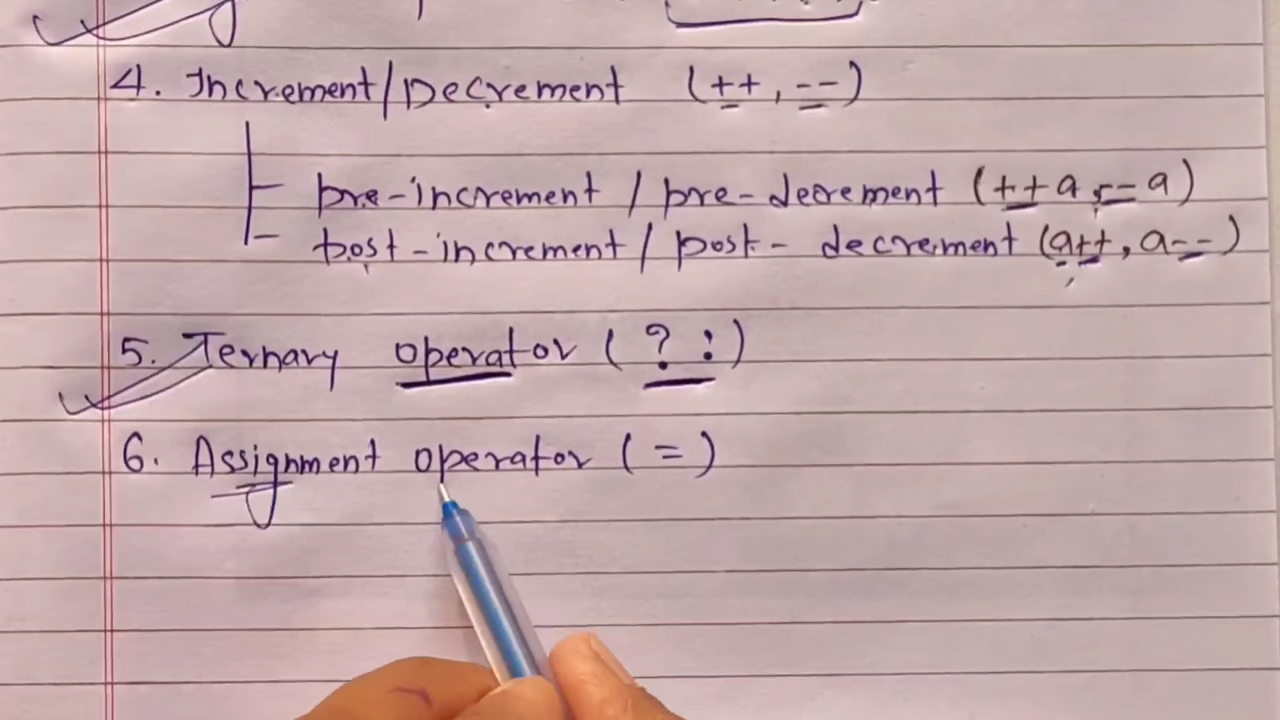 4. Increment/Decrement (++, --)
pre-increment / pre-decrement (++a, --a)
post-increment / post- decrement (a++, a--)
5. Ternary operator ( ? : )
6. Assignment operator ( = )